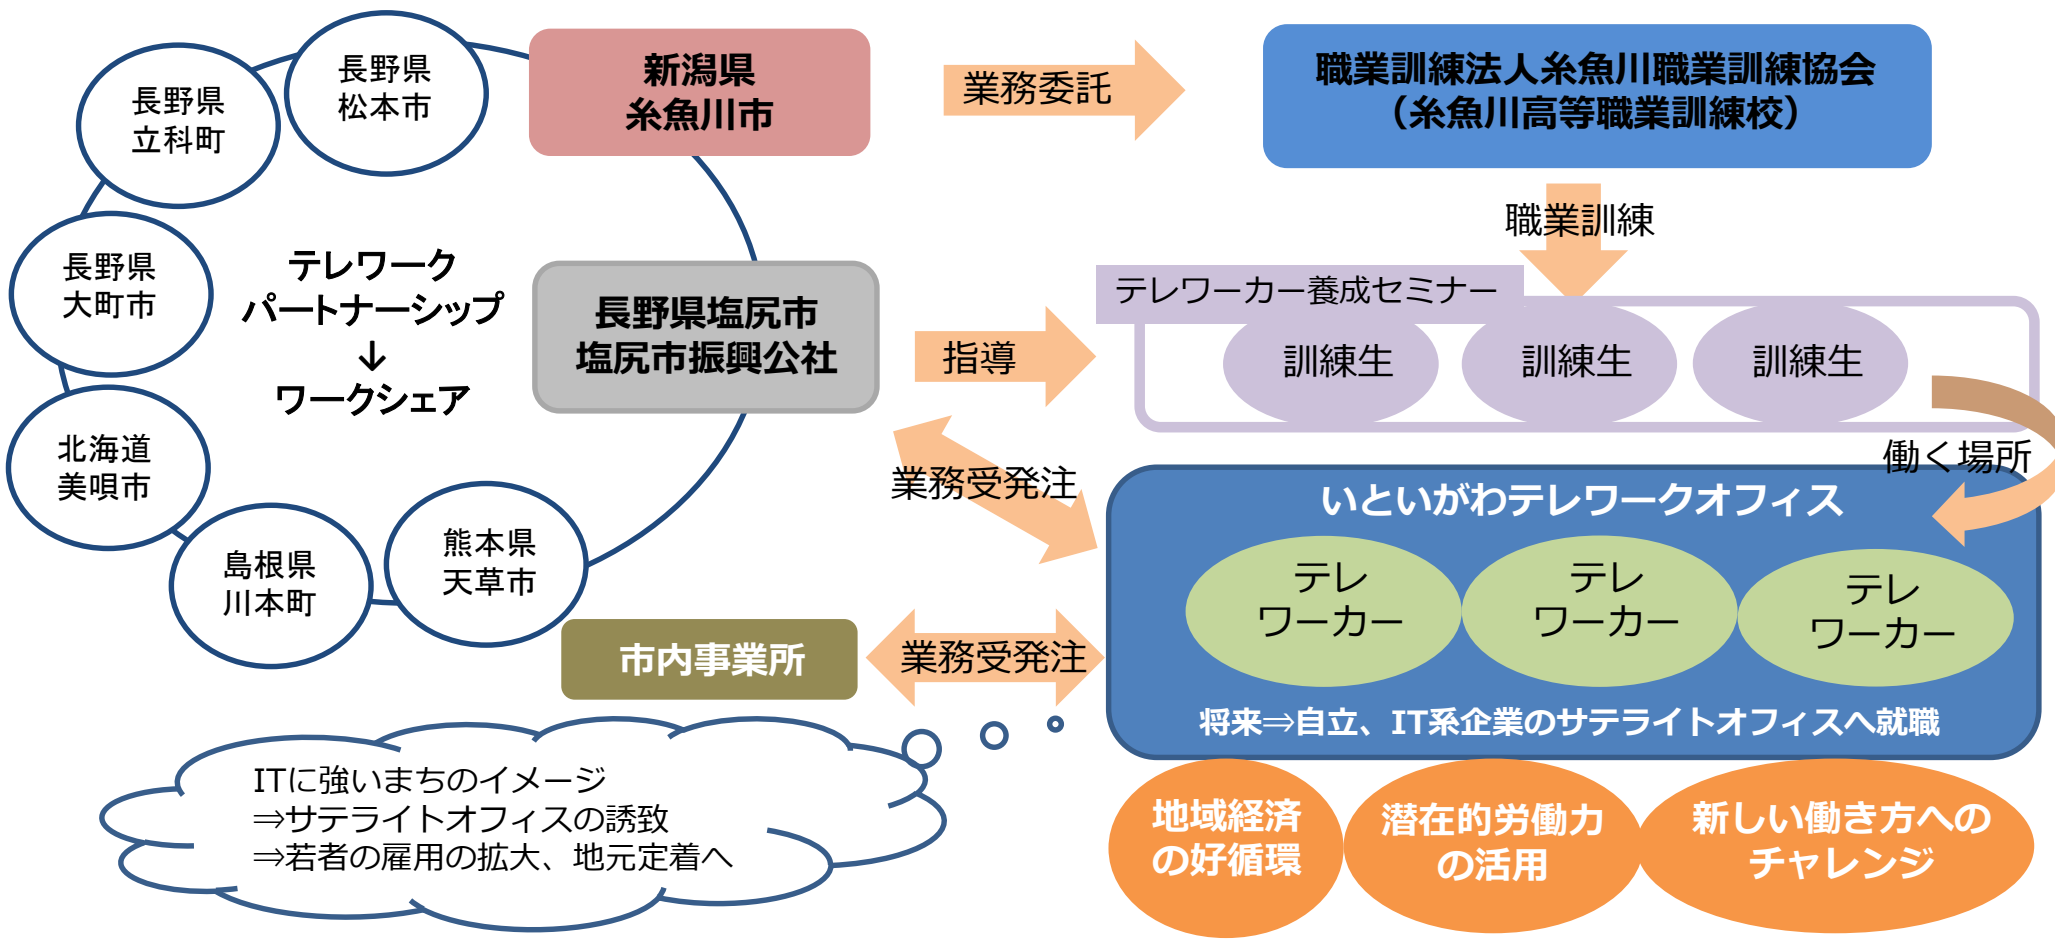 新潟県
糸魚川市
業務委託
職業訓練法人糸魚川職業訓練協会
（糸魚川高等職業訓練校）
長野県
松本市
長野県
立科町
長野県
大町市
北海道
美唄市
島根県
川本町
熊本県
天草市
テレワーク
パートナーシップ
↓
ワークシェア
長野県塩尻市
塩尻市振興公社
職業訓練
指導
テレワーカー養成セミナー
訓練生
訓練生
訓練生
働く場所
業務受発注
いといがわテレワークオフィス
テレ
ワーカー
テレ
ワーカー
テレ
ワーカー
将来⇒自立、IT系企業のサテライトオフィスへ就職
市内事業所
業務受発注
ITに強いまちのイメージ
⇒サテライトオフィスの誘致
⇒若者の雇用の拡大、地元定着へ
地域経済
の好循環
潜在的労働力
の活用
新しい働き方への
チャレンジ